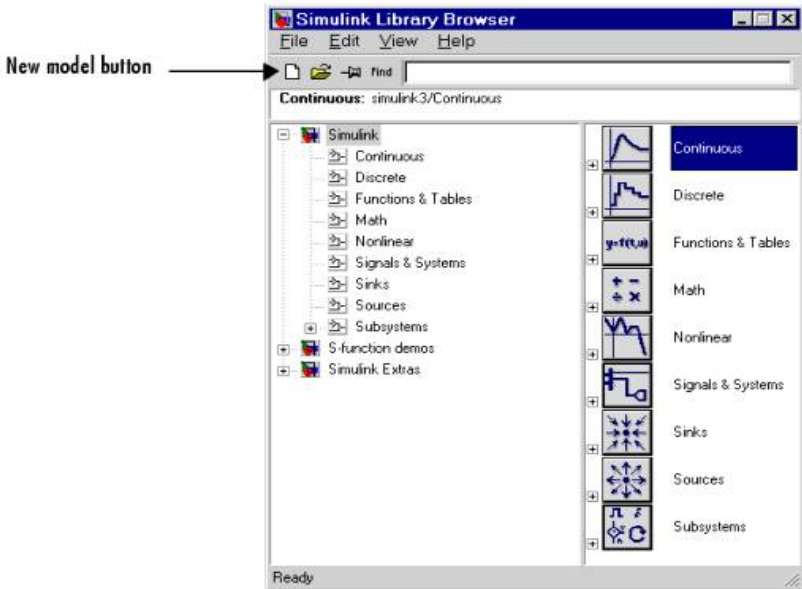 Simulink Library Browser
File Edit View Help
New model button
Find
Continuous: simulink3/Continuous
Simulink
Continuous
Discrete
Functions & Tables
Math
Nonlinear
Signals & Systems
Sinks
Sources
Subsystems
S-function demos
Simulink Extras
Continuous
Discrete
y=f(t,u) Functions & Tables
Math
Nonlinear
Signals & Systems
Sinks
Sources
Subsystems
Ready